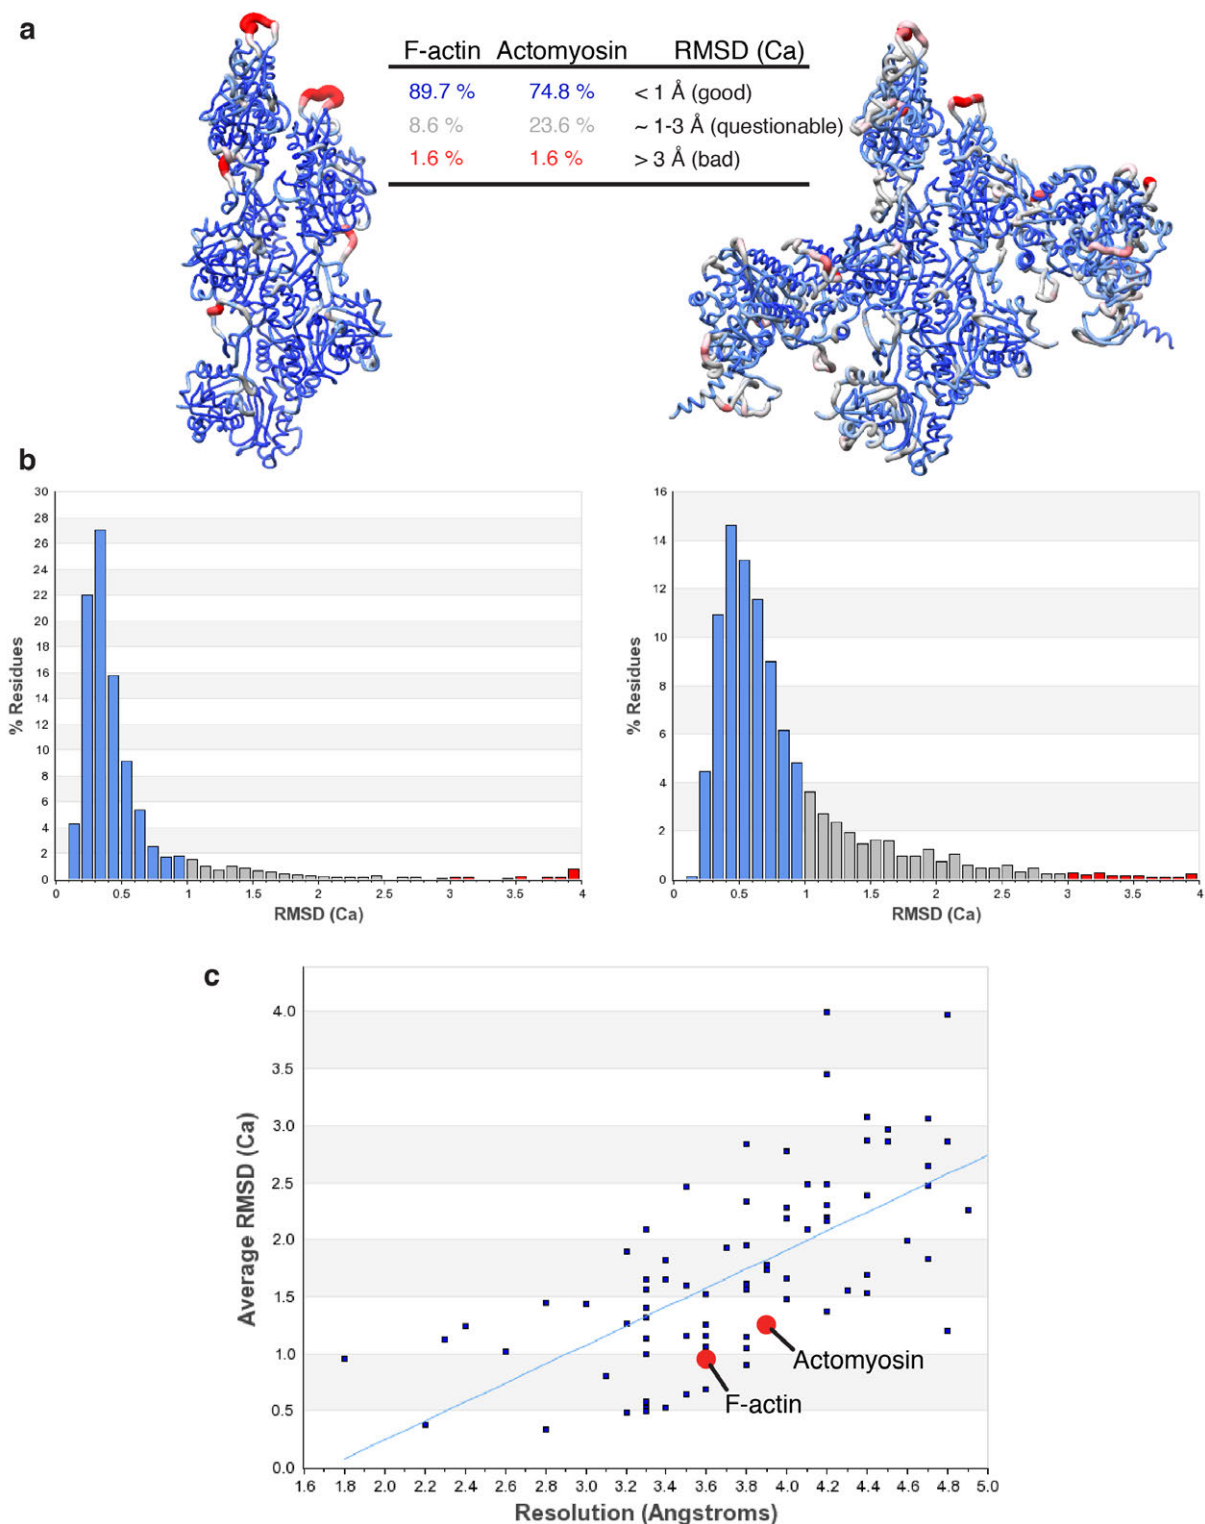 a
F-actin Actomyosin RMSD (Ca)
89.7 % 74.8 % < 1 Å (good)
8.6 % 23.6 % ~ 1-3 Å (questionable)
1.6 % 1.6 % > 3 Å (bad)
b
30
28
26
24
22
20
18
16
14
12
10
8
6
4
2
0
% Residues
0 0.5 1 1.5 2 2.5 3 3.5 4
RMSD (Ca)
16
14
12
10
8
6
4
2
0
% Residues
0 0.5 1 1.5 2 2.5 3 3.5 4
RMSD (Ca)
c
4.0
3.5
3.0
2.5
2.0
1.5
1.0
0.5
0.0
Average RMSD (Ca)
Actomyosin
F-actin
1.6 1.8 2.0 2.2 2.4 2.6 2.8 3.0 3.2 3.4 3.6 3.8 4.0 4.2 4.4 4.6 4.8 5.0
Resolution (Angstroms)